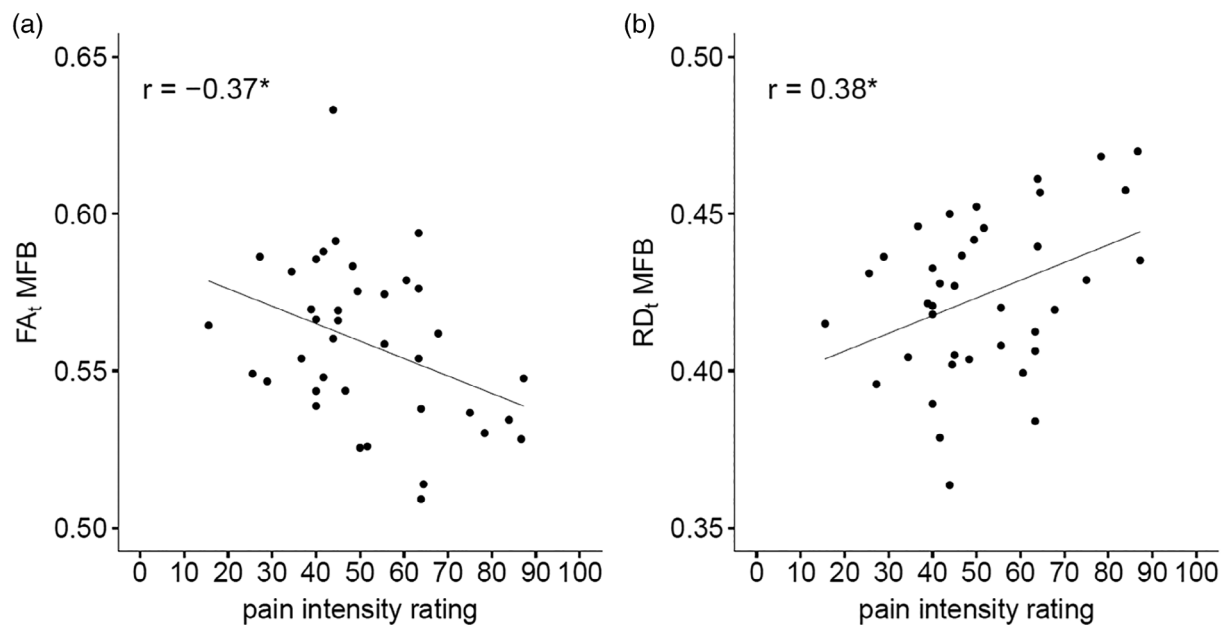 (a)
r = −0.37*
0.65
0.60
0.55
0.50
FAt MFB
0 10 20 30 40 50 60 70 80 90 100
pain intensity rating
(b)
r = 0.38*
0.50
0.45
0.40
0.35
RDt MFB
0 10 20 30 40 50 60 70 80 90 100
pain intensity rating